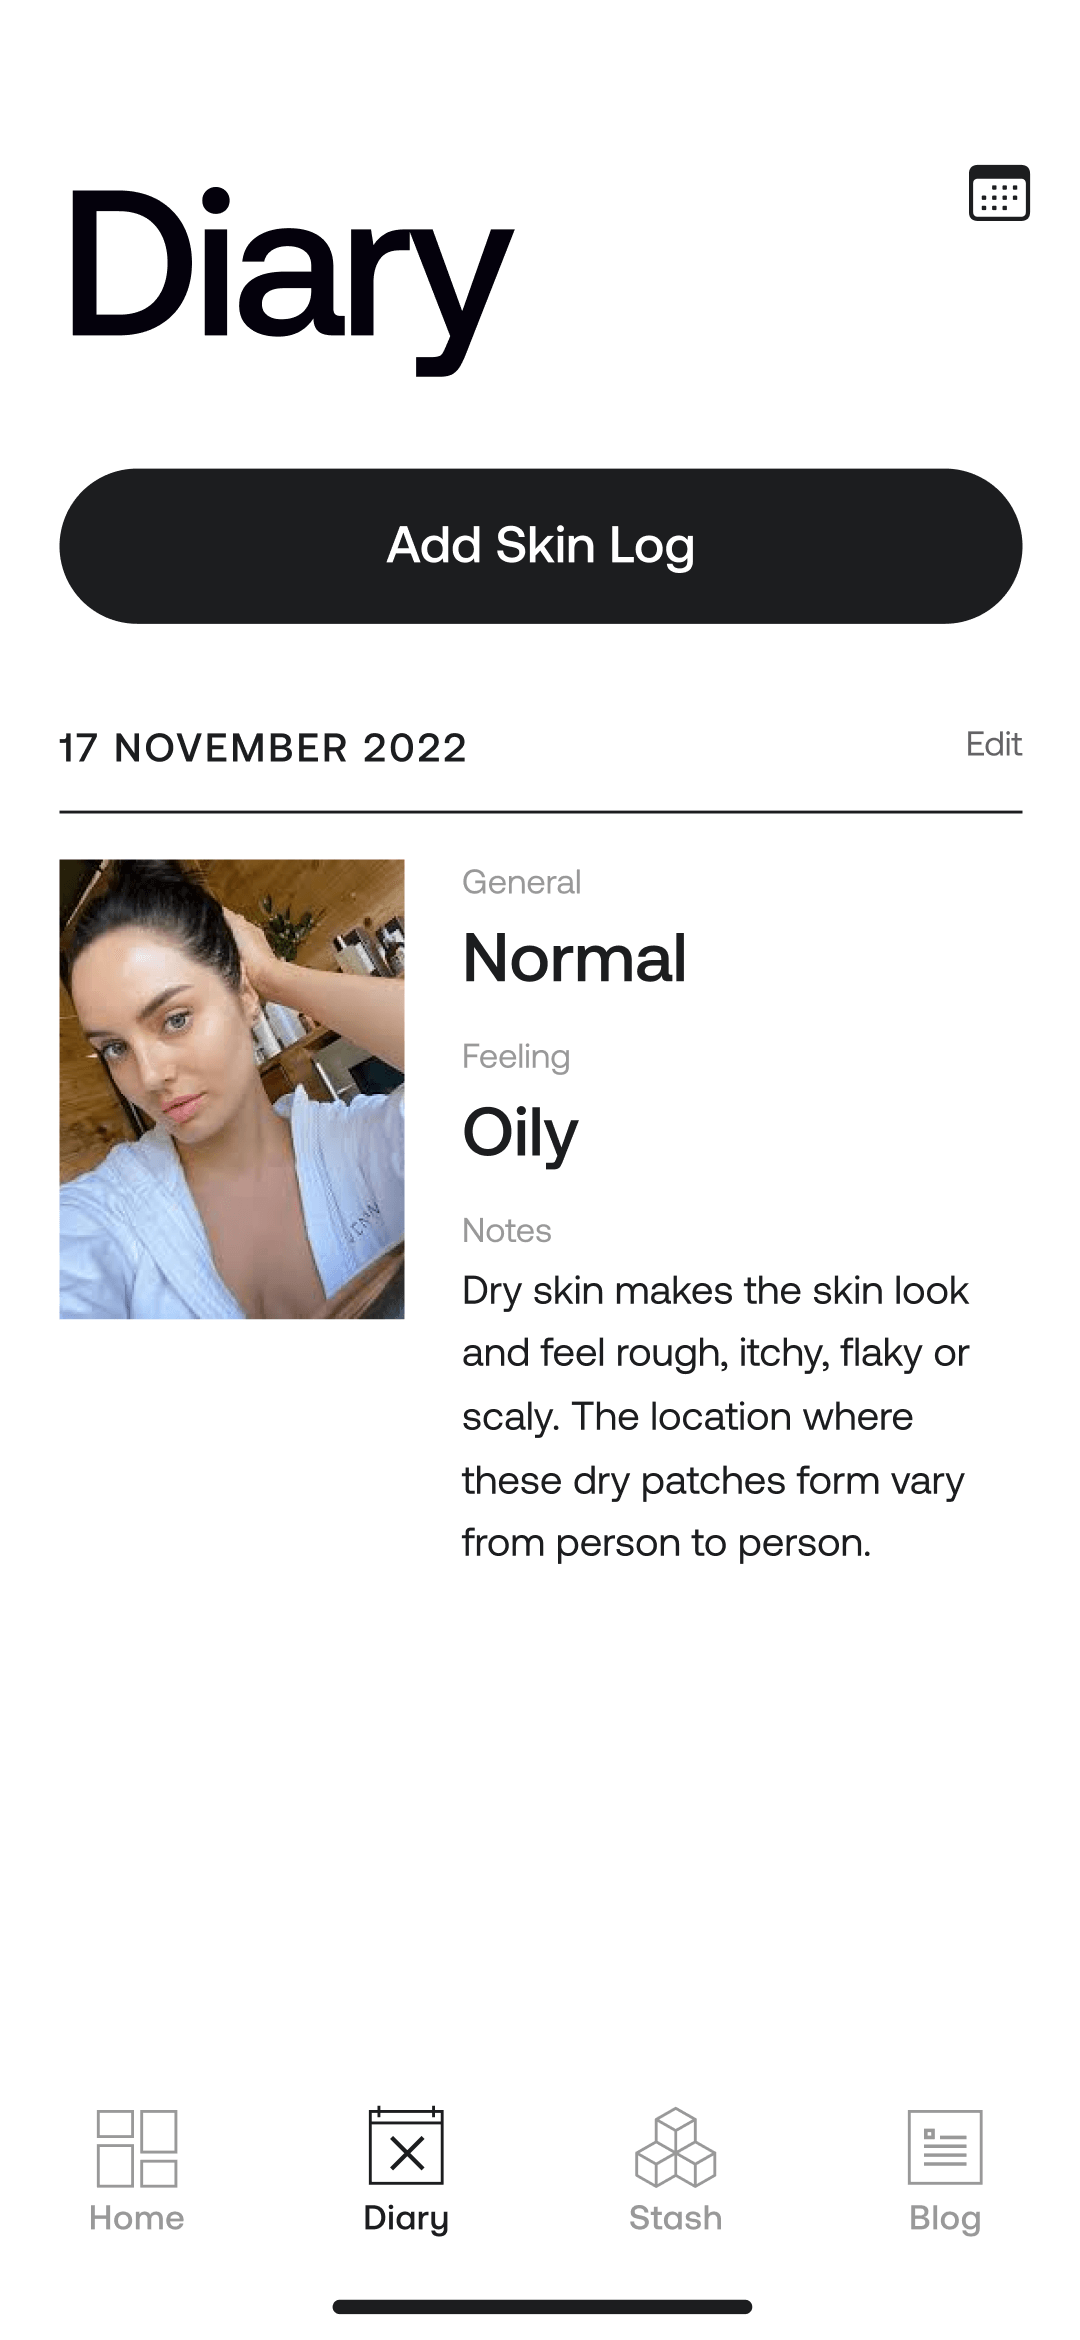 Diary
Add Skin Log
17 NOVEMBER 2022
Edit
General
Normal
Feeling
Oily
Notes
Dry skin makes the skin look
and feel rough, itchy, flaky or
scaly. The location where
these dry patches form vary
from person to person.
Home
Diary
Stash
Blog